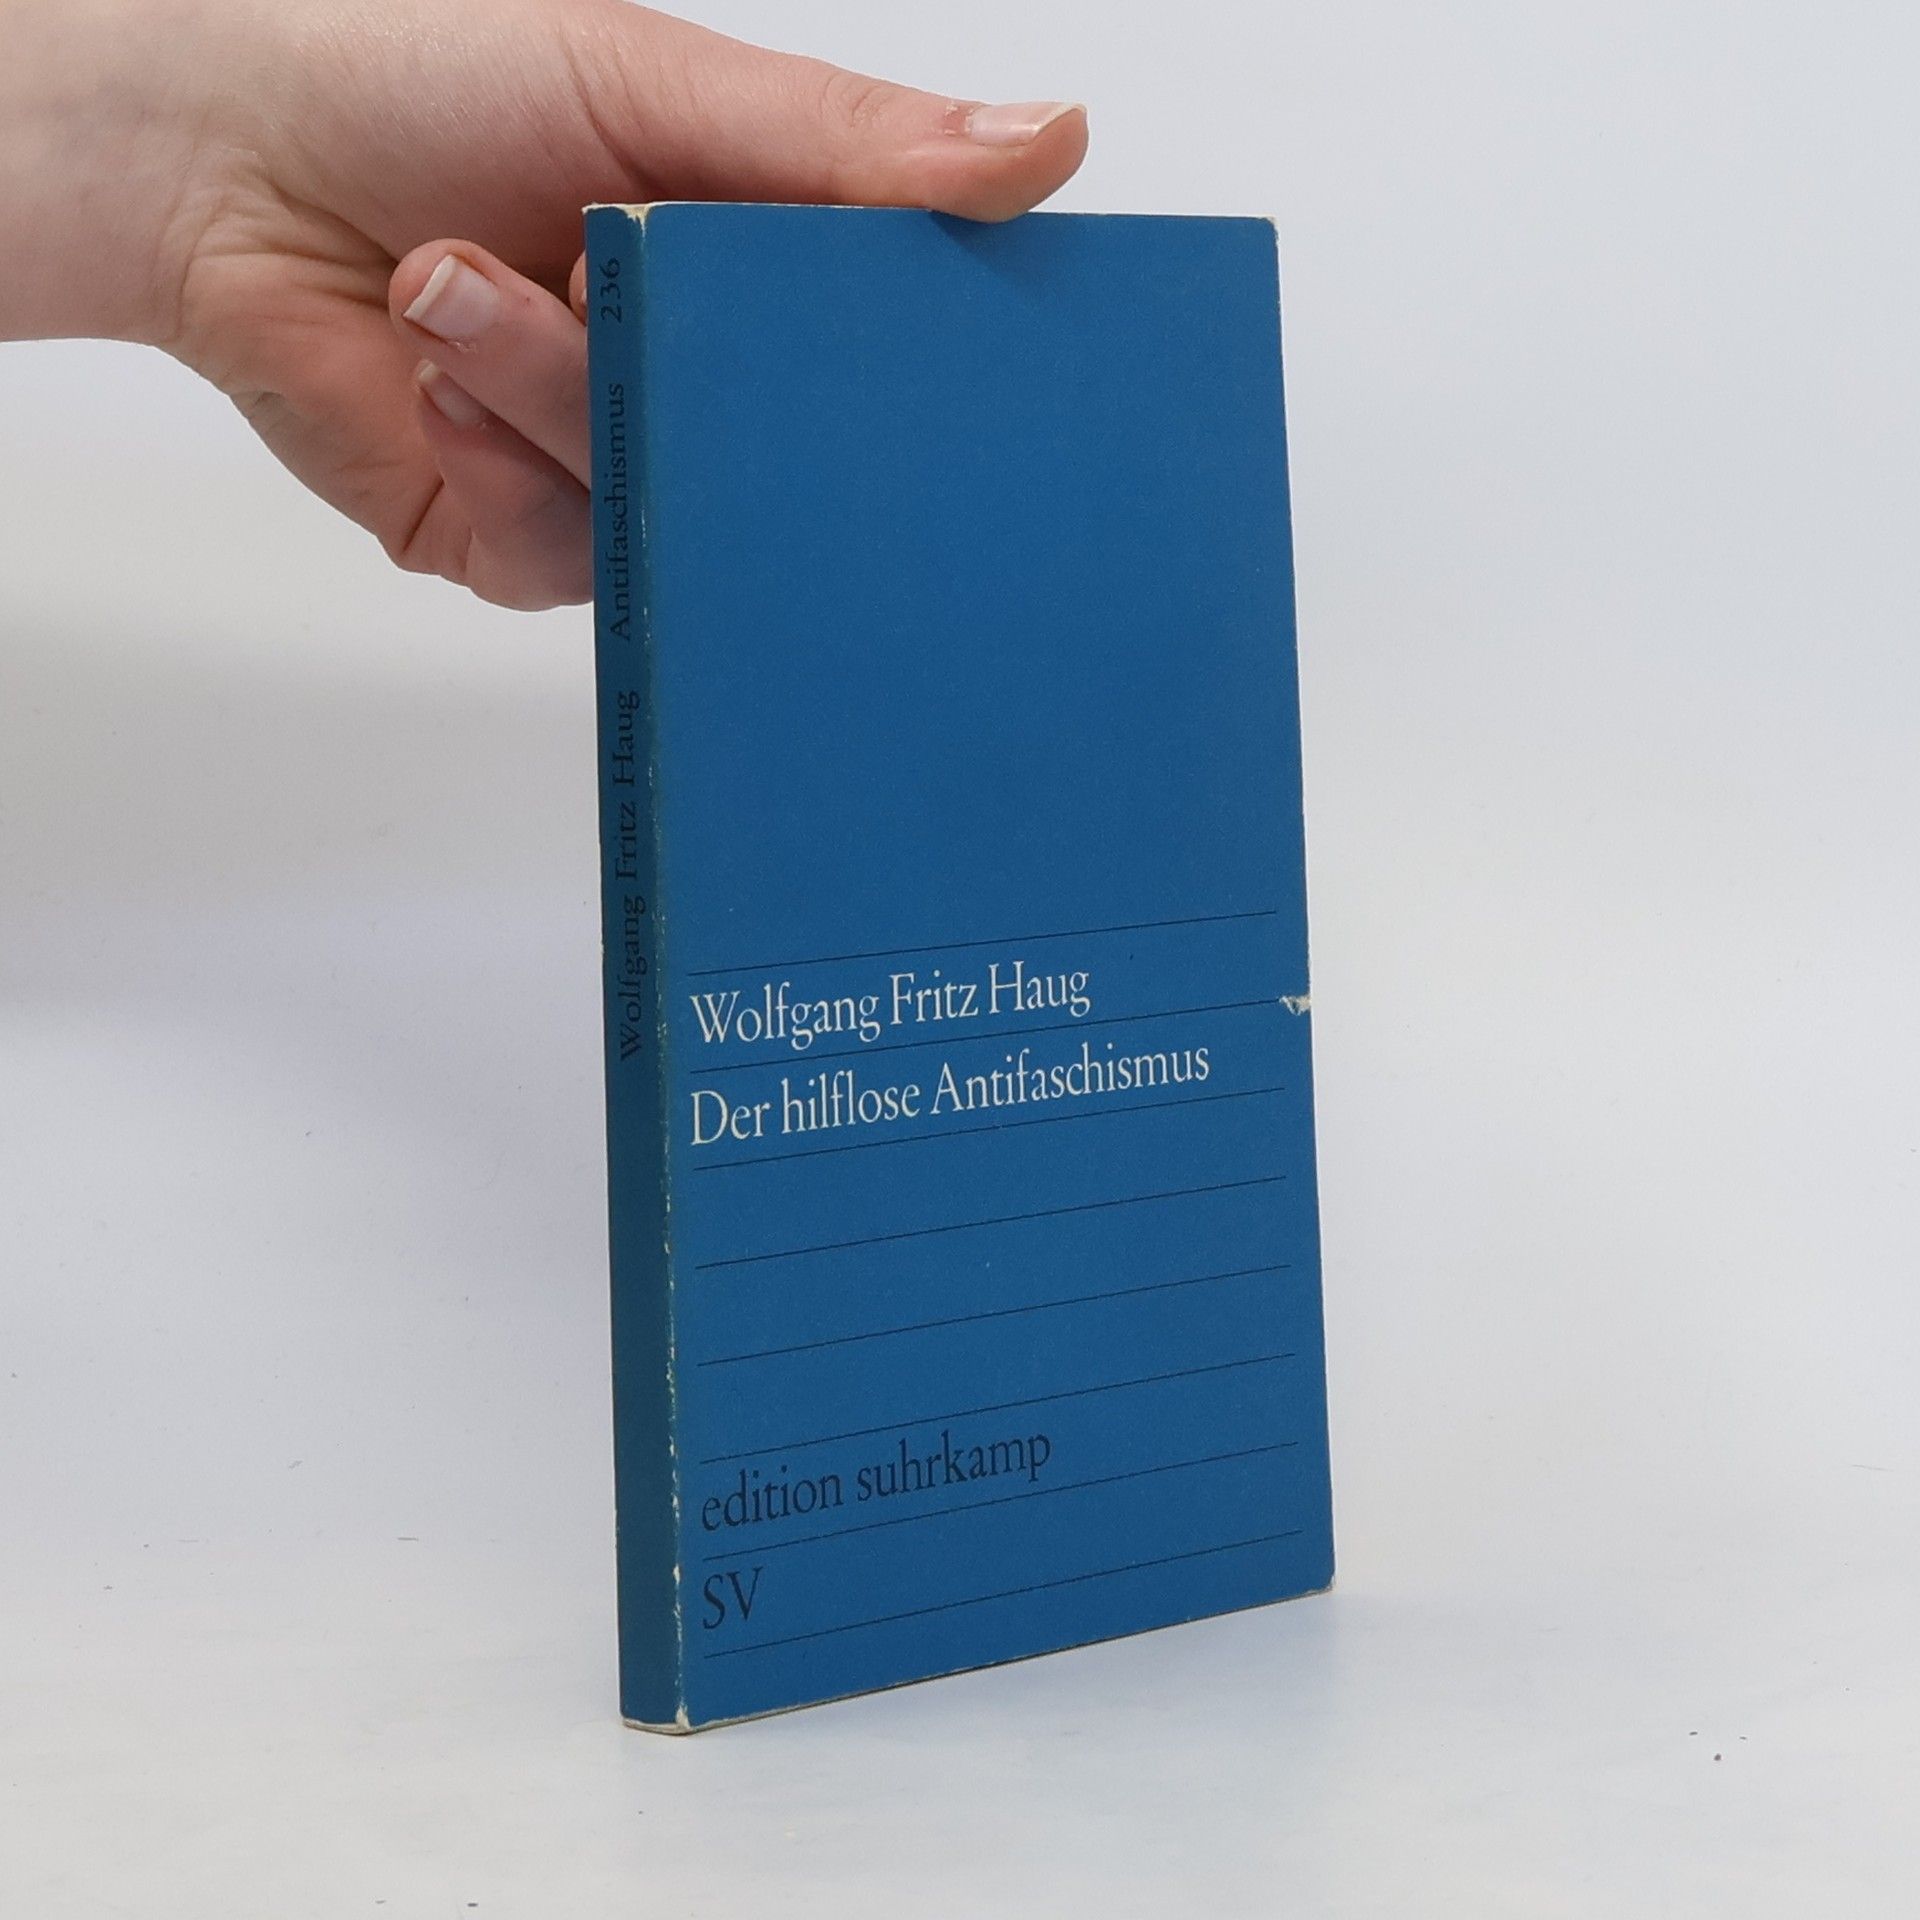 Wolfgang Fritz Haug Antifaschismus 236
Wolfgang Fritz Haug
Der hilflose Antifaschismus
edition suhrkamp
SV